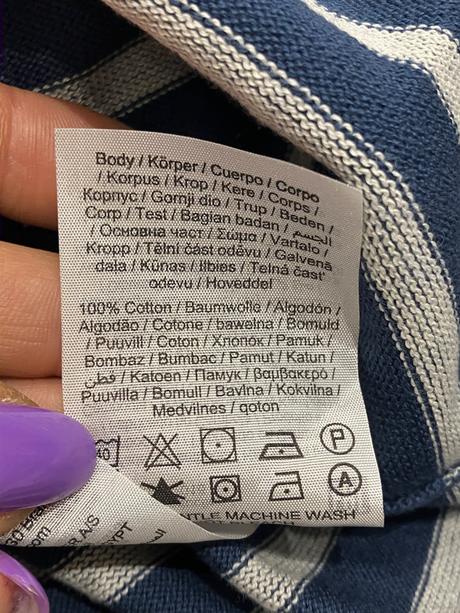 Body / Körper / Cuerpo / Corpo
/ Korpus / Krop / Kere / Corps /
Корпус / Gornji dio / Trup / Beden /
Corp / Test / Bagian badan / الجسم
/ Основна част / Σώμα / Vartalo /
Kropp / Tělní část oděvu / Galvenā
daļa / Kūnas / Ilbies / Telná časť
odevu / Hoveddel
100% Cotton / Baumwolle / Algodón /
Algodão / Cotone / bawełna / Bomuld
/ Puuvill / Coton / Хлопок / Pamuk /
Bombaz / Bumbac / Pamut / Katun /
قطن / Katoen / Памук / βαμβακερό /
Puuvilla / Bomull / Bavlna / Kokvilna /
Medvilnės / qoton
40
P
A
NTLE MACHINE WASH